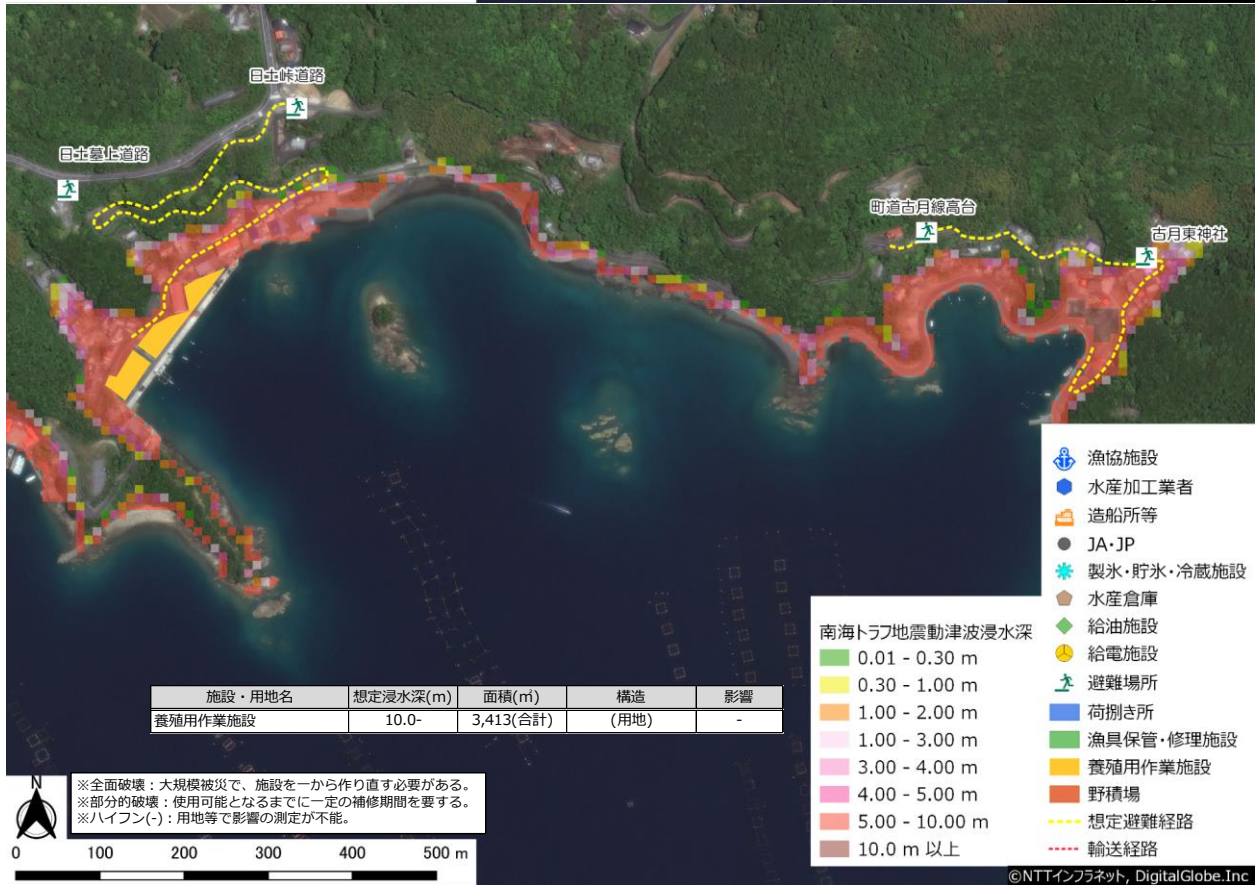 日土峠道路
日土墓上道路
町道古月線高台
古月東神社
漁協施設
水産加工業者
造船所等
JA・JP
製氷・貯氷・冷蔵施設
水産倉庫
給油施設
給電施設
避難場所
荷捌き所
漁具保管・修理施設
養殖用作業施設
野積場
想定避難経路
輸送経路
南海トラフ地震動津波浸水深
0.01 - 0.30 m
0.30 - 1.00 m
1.00 - 2.00 m
1.00 - 3.00 m
3.00 - 4.00 m
4.00 - 5.00 m
5.00 - 10.00 m
10.0 m 以上
施設・用地名 想定浸水深(m) 面積(㎡) 構造 影響
養殖用作業施設 10.0- 3,413(合計) (用地) -
※全面破壊：大規模被災で、施設を一から作り直す必要がある。
※部分的破壊：使用可能となるまでに一定の補修期間を要する。
※ハイフン(-)：用地等で影響の測定が不能。
N
0 100 200 300 400 500 m
©NTTインフラネット, DigitalGlobe.Inc